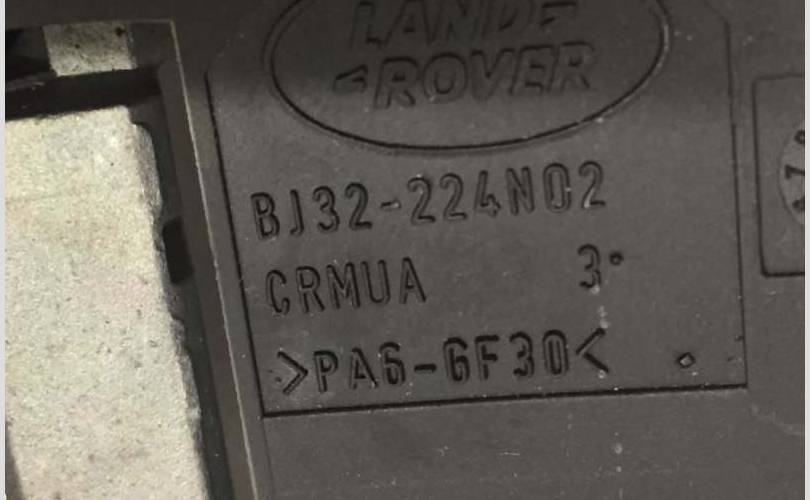 LAND
ROVER
BJ32-224N02
CRMUA 3
>PA6-GF30<